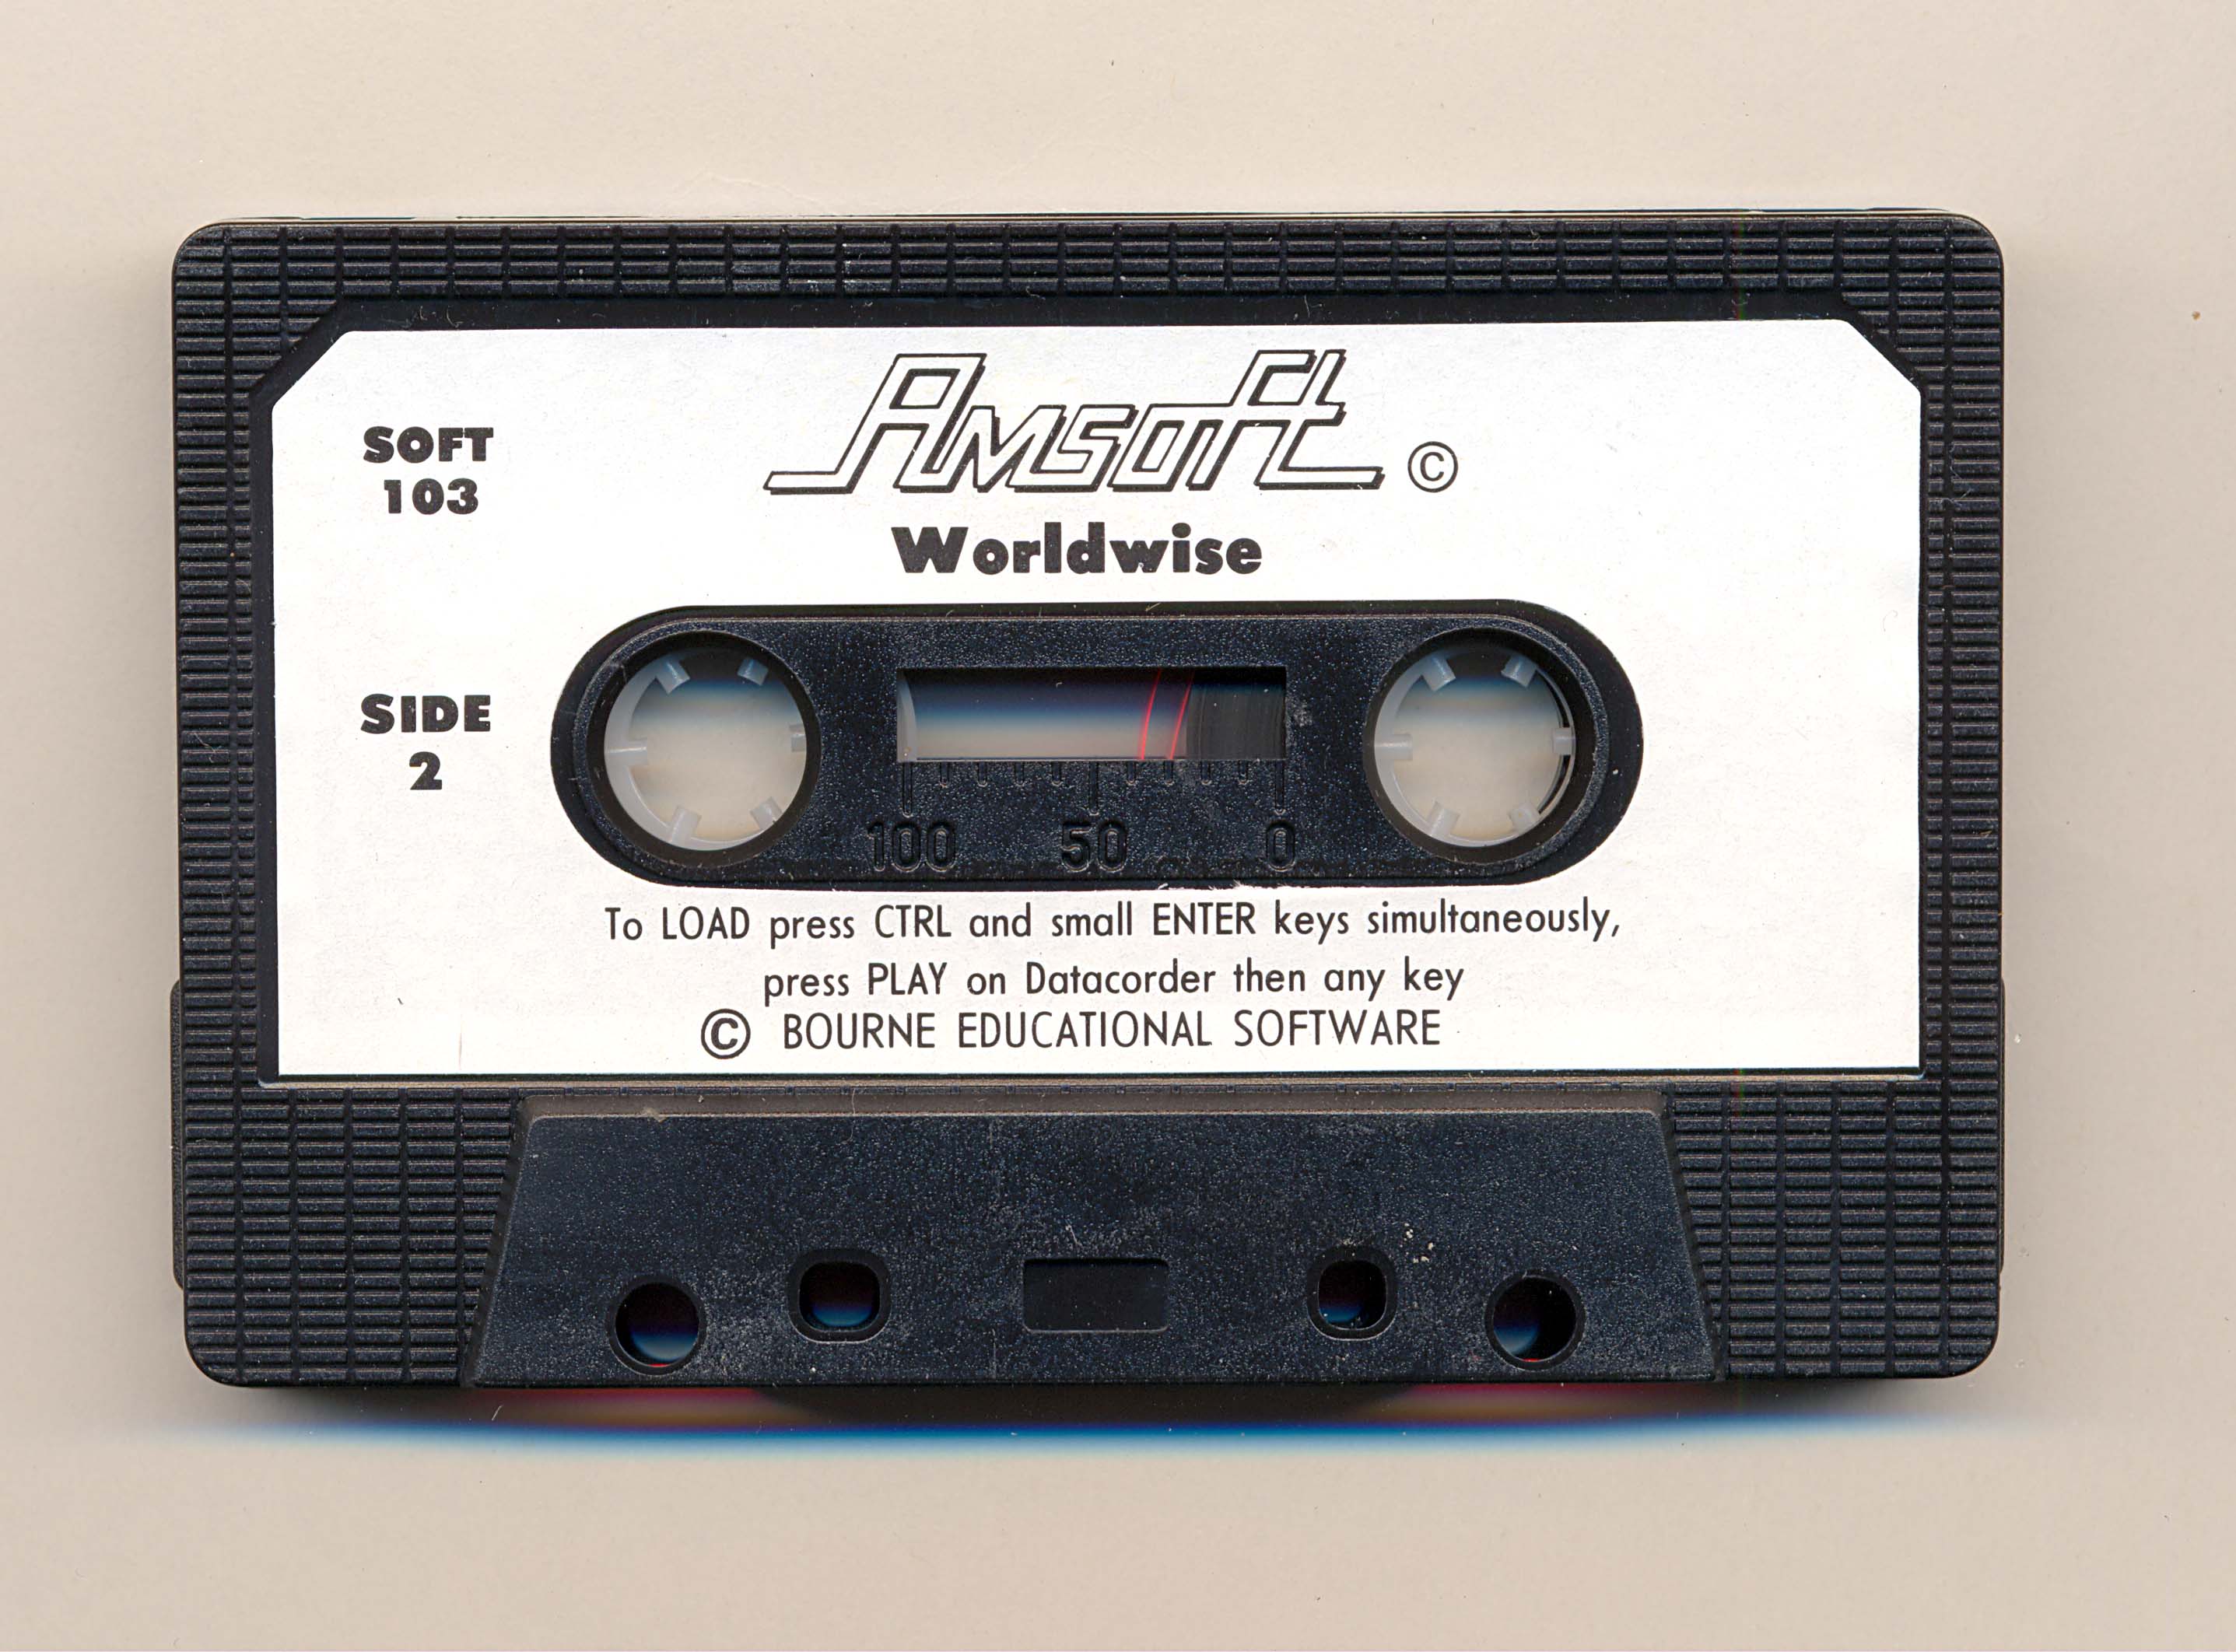 Amsoft ©
SOFT
103
Worldwise
SIDE
2
100 50 0
To LOAD press CTRL and small ENTER keys simultaneously,
press PLAY on Datacorder then any key
© BOURNE EDUCATIONAL SOFTWARE